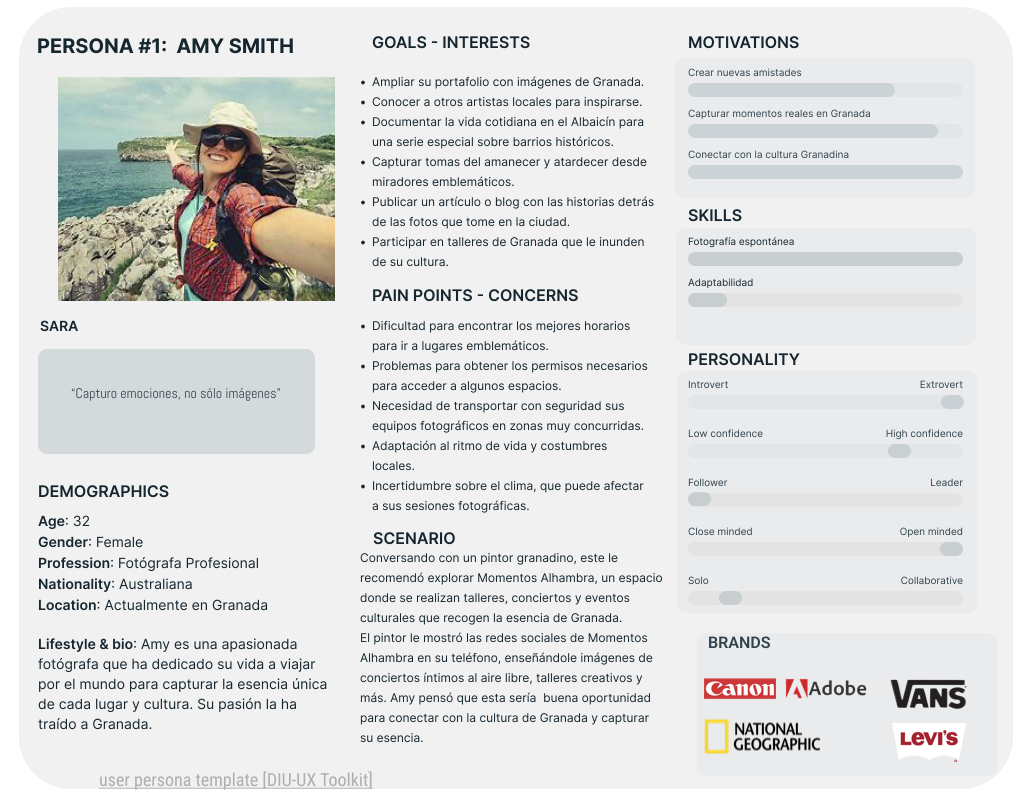 PERSONA #1: AMY SMITH
SARA
“Capturo emociones, no sólo imágenes”
DEMOGRAPHICS
Age: 32
Gender: Female
Profession: Fotógrafa Profesional
Nationality: Australiana
Location: Actualmente en Granada
Lifestyle & bio: Amy es una apasionada
fotógrafa que ha dedicado su vida a viajar
por el mundo para capturar la esencia única
de cada lugar y cultura. Su pasión la ha
traído a Granada.
GOALS - INTERESTS
• Ampliar su portafolio con imágenes de Granada.
• Conocer a otros artistas locales para inspirarse.
• Documentar la vida cotidiana en el Albaicín para
una serie especial sobre barrios históricos.
• Capturar tomas del amanecer y atardecer desde
miradores emblemáticos.
• Publicar un artículo o blog con las historias detrás
de las fotos que tome en la ciudad.
• Participar en talleres de Granada que le inunden
de su cultura.
PAIN POINTS - CONCERNS
• Dificultad para encontrar los mejores horarios
para ir a lugares emblemáticos.
• Problemas para obtener los permisos necesarios
para acceder a algunos espacios.
• Necesidad de transportar con seguridad sus
equipos fotográficos en zonas muy concurridas.
• Adaptación al ritmo de vida y costumbres
locales.
• Incertidumbre sobre el clima, que puede afectar
a sus sesiones fotográficas.
SCENARIO
Conversando con un pintor granadino, este le
recomendó explorar Momentos Alhambra, un espacio
donde se realizan talleres, conciertos y eventos
culturales que recogen la esencia de Granada.
El pintor le mostró las redes sociales de Momentos
Alhambra en su teléfono, enseñándole imágenes de
conciertos íntimos al aire libre, talleres creativos y
más. Amy pensó que esta sería buena oportunidad
para conectar con la cultura de Granada y capturar
su esencia.
MOTIVATIONS
Crear nuevas amistades
Capturar momentos reales en Granada
Conectar con la cultura Granadina
SKILLS
Fotografía espontánea
Adaptabilidad
PERSONALITY
Introvert Extrovert
Low confidence High confidence
Follower Leader
Close minded Open minded
Solo Collaborative
BRANDS
Canon Adobe VANS
NATIONAL
GEOGRAPHIC
LEVI'S
user persona template [DIU-UX Toolkit]